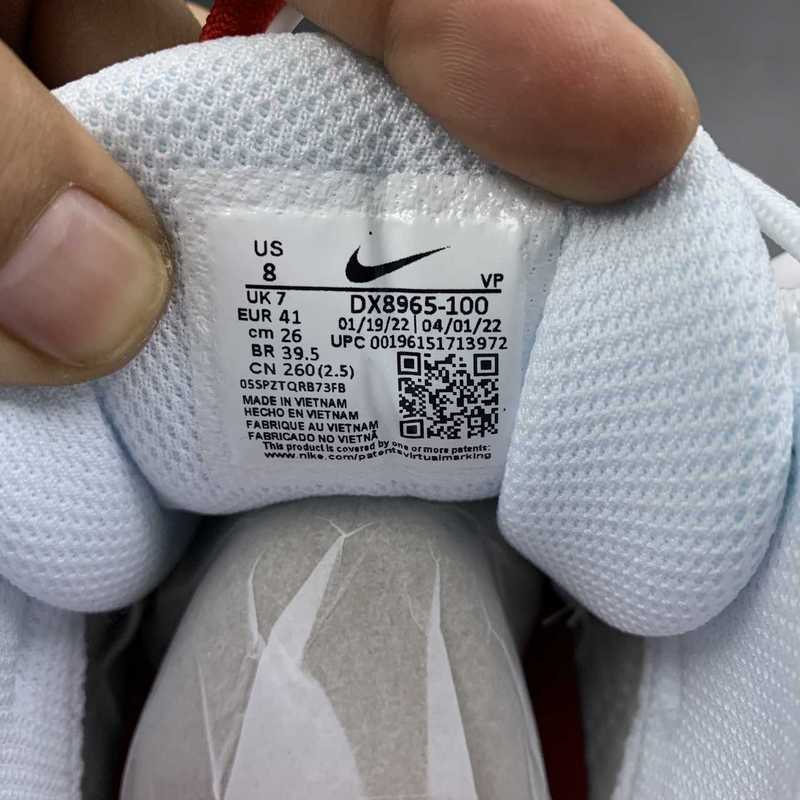 US
8
VP
UK 7
DX8965-100
EUR 41
01/19/22 | 04/01/22
cm 26
UPC 00196151713972
BR 39.5
CN 260(2.5)
05SPZTQRB73FB
MADE IN VIETNAM
HECHO EN VIETNAM
FABRIQUE AU VIETNAM
FABRICADO NO VIETNÃ
This product is covered by one or more patents:
www.nike.com/patentsvirtualmarking